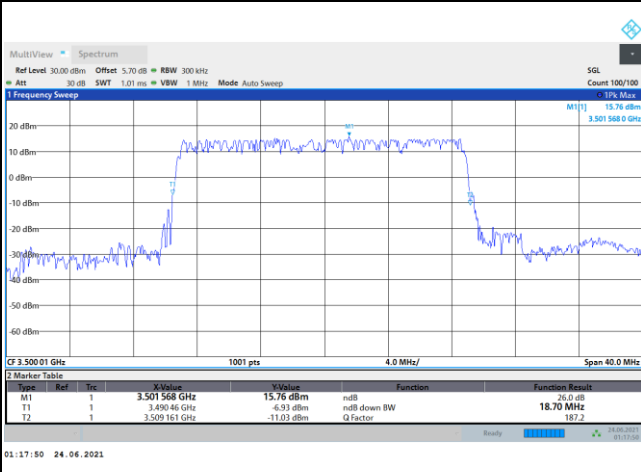 MultiView Spectrum
Ref Level 30.00 dBm Offset 5.70 dB RBW 300 kHz SGL
Att 30 dB SWT 1.01 ms VBW 1 MHz Mode Auto Sweep Count 100/100
1 Frequency Sweep 1Pk Max
M1[1] 15.76 dBm
3.501 568 0 GHz
M1
20 dBm
10 dBm
0 dBm
T1
-10 dBm
-20 dBm
-30 dBm
-40 dBm
-50 dBm
-60 dBm
CF 3.500 01 GHz 1001 pts 4.0 MHz/ Span 40.0 MHz
2 Marker Table
Type Ref Trc X-Value Y-Value Function Function Result
M1 1 3.501 568 GHz 15.76 dBm ndB 26.0 dB
T1 1 3.490 46 GHz -6.93 dBm ndB down BW 18.70 MHz
T2 1 3.509 161 GHz -11.03 dBm Q Factor 187.2
Ready 24.06.2021
01:17:50
01:17:50 24.06.2021